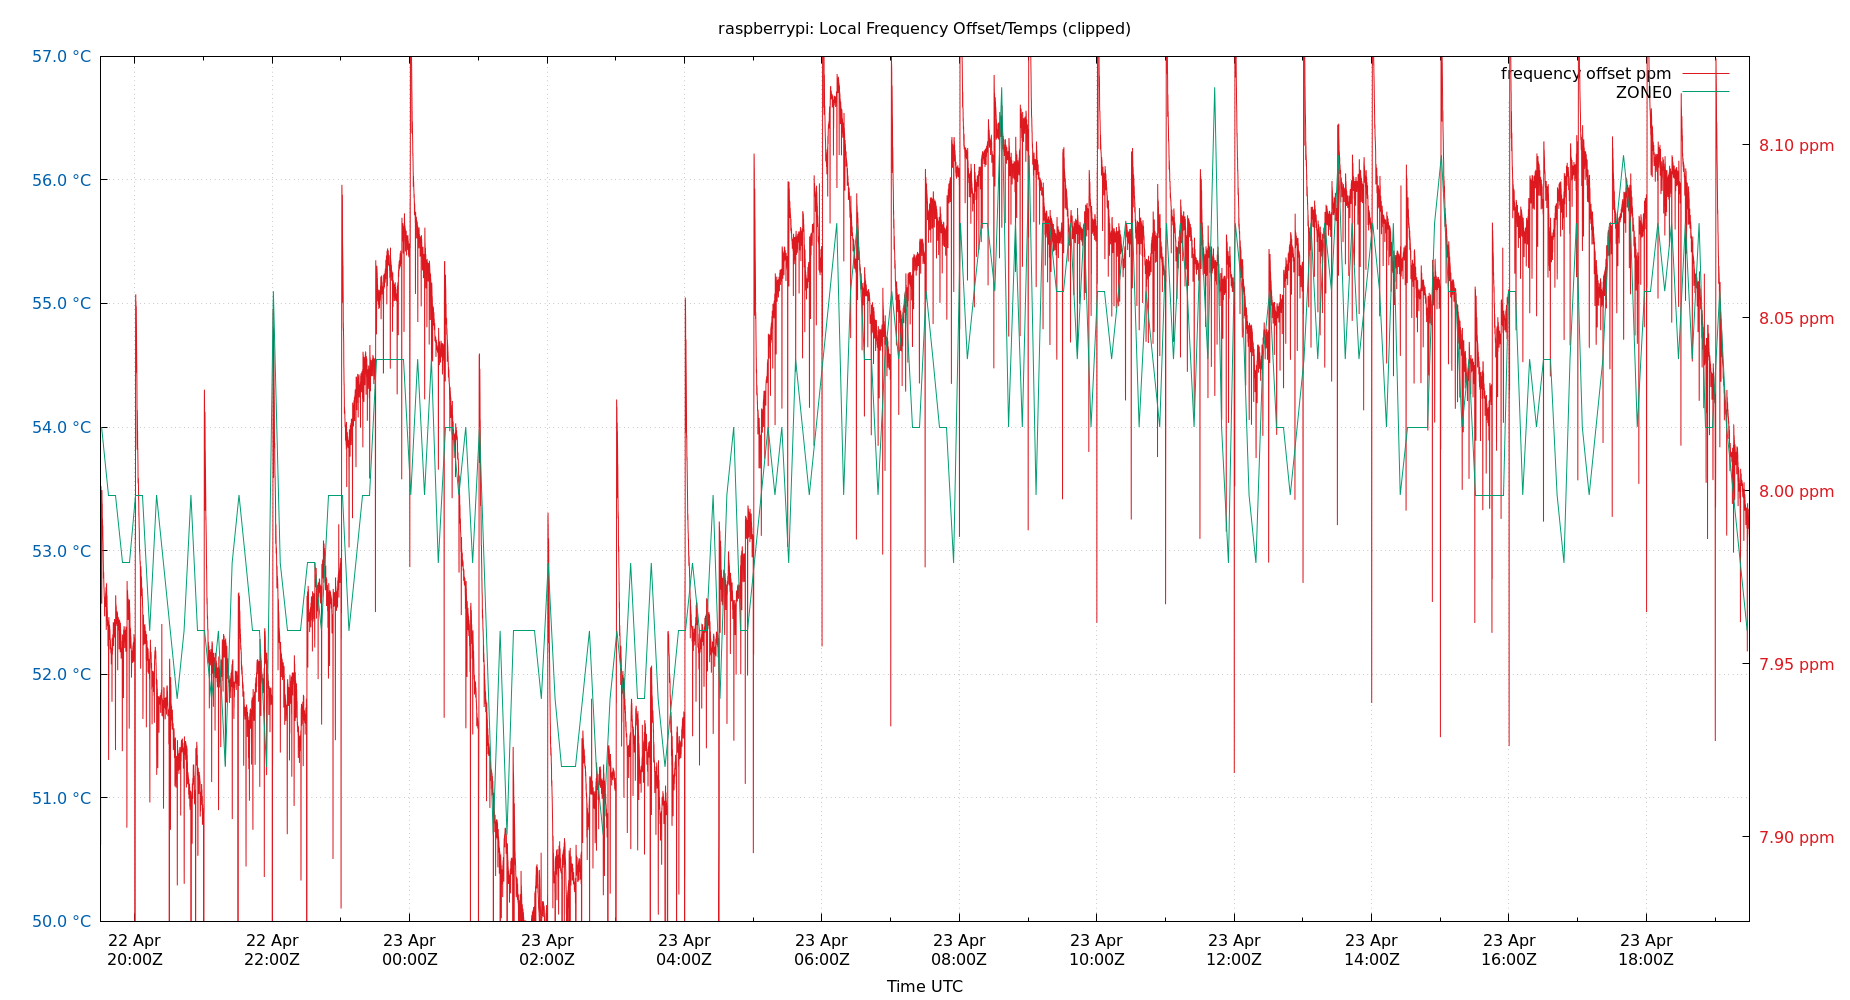 raspberrypi: Local Frequency Offset/Temps (clipped)
frequency offset ppm
ZONE0
57.0 °C
56.0 °C
55.0 °C
54.0 °C
53.0 °C
52.0 °C
51.0 °C
50.0 °C
8.10 ppm
8.05 ppm
8.00 ppm
7.95 ppm
7.90 ppm
22 Apr 22 Apr 23 Apr 23 Apr 23 Apr 23 Apr 23 Apr 23 Apr 23 Apr 23 Apr 23 Apr 23 Apr
20:00Z 22:00Z 00:00Z 02:00Z 04:00Z 06:00Z 08:00Z 10:00Z 12:00Z 14:00Z 16:00Z 18:00Z
Time UTC